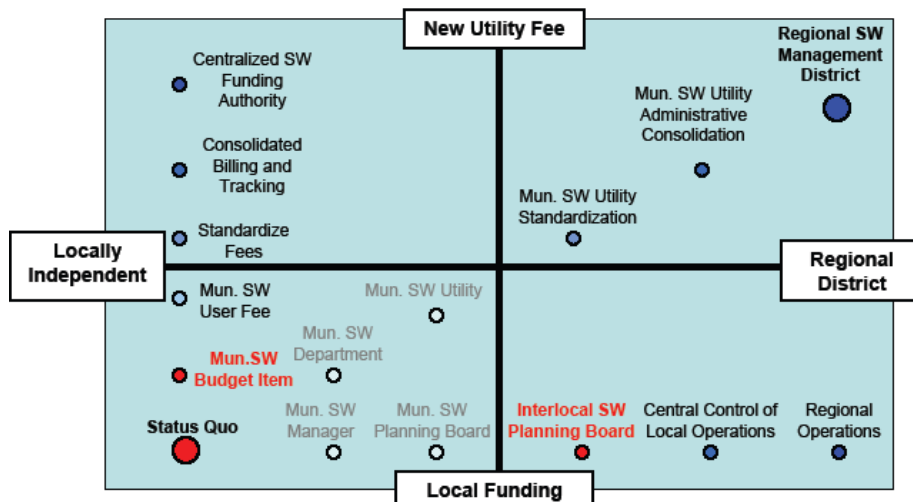 New Utility Fee
Centralized SW
Funding
Authority
Regional SW
Management
District
Mun. SW Utility
Administrative
Consolidation
Consolidated
Billing and
Tracking
Mun. SW Utility
Standardization
Standardize
Fees
Locally
Independent
Regional
District
Mun. SW
User Fee
Mun. SW Utility
Mun. SW
Department
Mun.SW
Budget Item
Status Quo
Mun. SW
Manager
Mun. SW
Planning Board
Interlocal SW
Planning Board
Central Control of
Local Operations
Regional
Operations
Local Funding